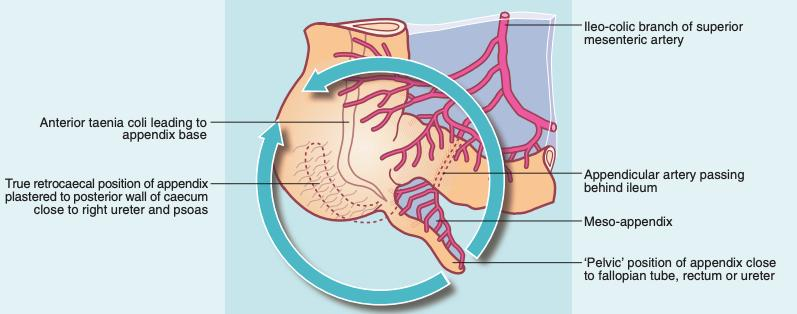 Ileo-colic branch of superior
mesenteric artery
Anterior taenia coli leading to
appendix base
True retrocaecal position of appendix
plastered to posterior wall of caecum
close to right ureter and psoas
Appendicular artery passing
behind ileum
Meso-appendix
‘Pelvic’ position of appendix close
to fallopian tube, rectum or ureter